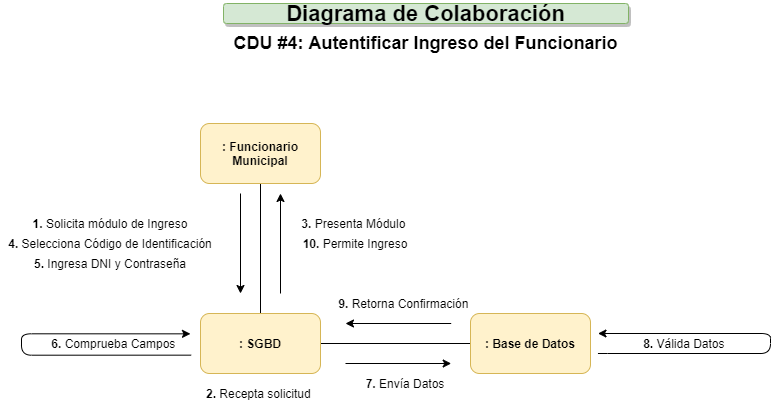 Diagrama de Colaboración
CDU #4: Autentificar Ingreso del Funcionario
: Funcionario
Municipal
1. Solicita módulo de Ingreso
4. Selecciona Código de Identificación
5. Ingresa DNI y Contraseña
3. Presenta Módulo
10. Permite Ingreso
9. Retorna Confirmación
6. Comprueba Campos
: SGBD
: Base de Datos
8. Válida Datos
2. Recepta solicitud
7. Envía Datos